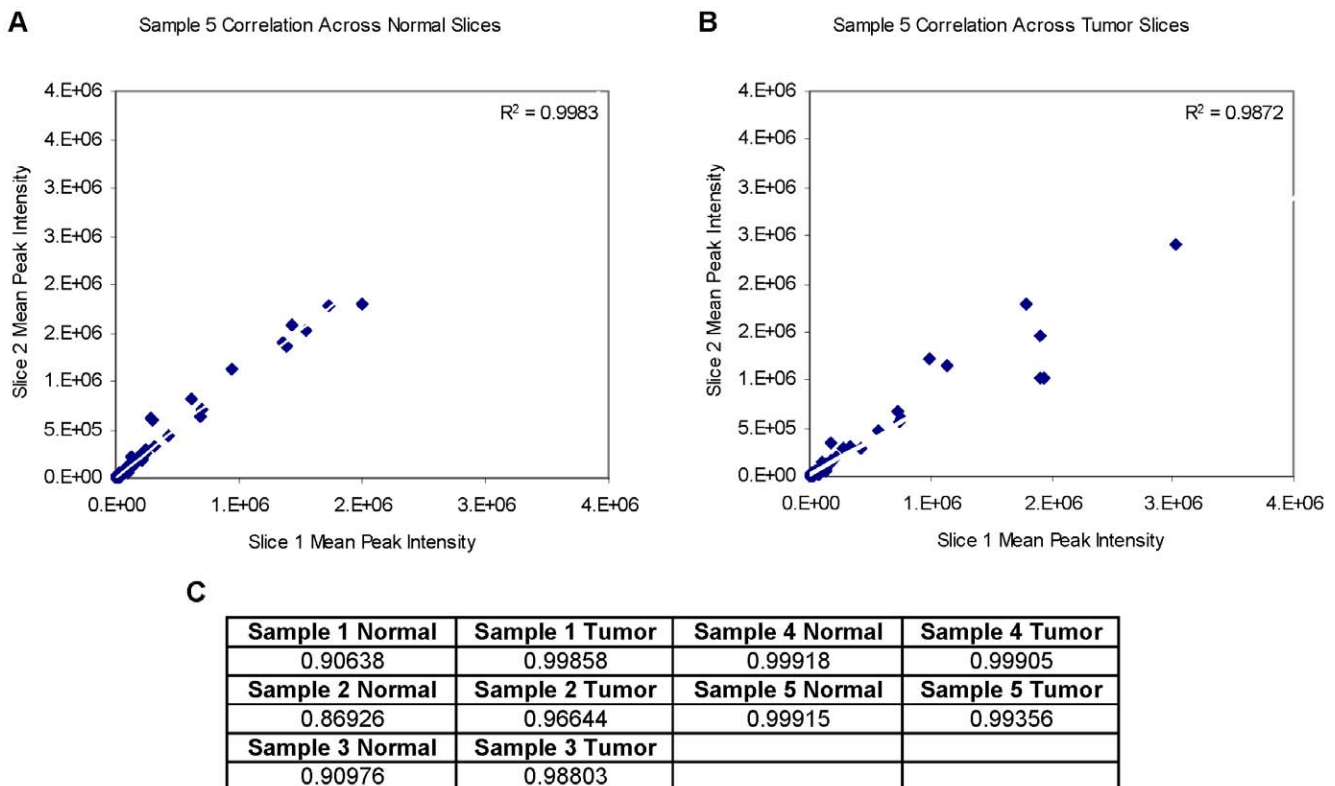 A
Sample 5 Correlation Across Normal Slices
4.E+06
4.E+06
3.E+06
3.E+06
2.E+06
2.E+06
1.E+06
5.E+05
0.E+00
R² = 0.9983
Slice 2 Mean Peak Intensity
0.E+00 1.E+06 2.E+06 3.E+06 4.E+06
Slice 1 Mean Peak Intensity
B
Sample 5 Correlation Across Tumor Slices
4.E+06
4.E+06
3.E+06
3.E+06
2.E+06
2.E+06
1.E+06
5.E+05
0.E+00
R² = 0.9872
Slice 2 Mean Peak Intensity
0.E+00 1.E+06 2.E+06 3.E+06 4.E+06
Slice 1 Mean Peak Intensity
C
Sample 1 Normal Sample 1 Tumor Sample 4 Normal Sample 4 Tumor
0.90638 0.99858 0.99918 0.99905
Sample 2 Normal Sample 2 Tumor Sample 5 Normal Sample 5 Tumor
0.86926 0.96644 0.99915 0.99356
Sample 3 Normal Sample 3 Tumor
0.90976 0.98803